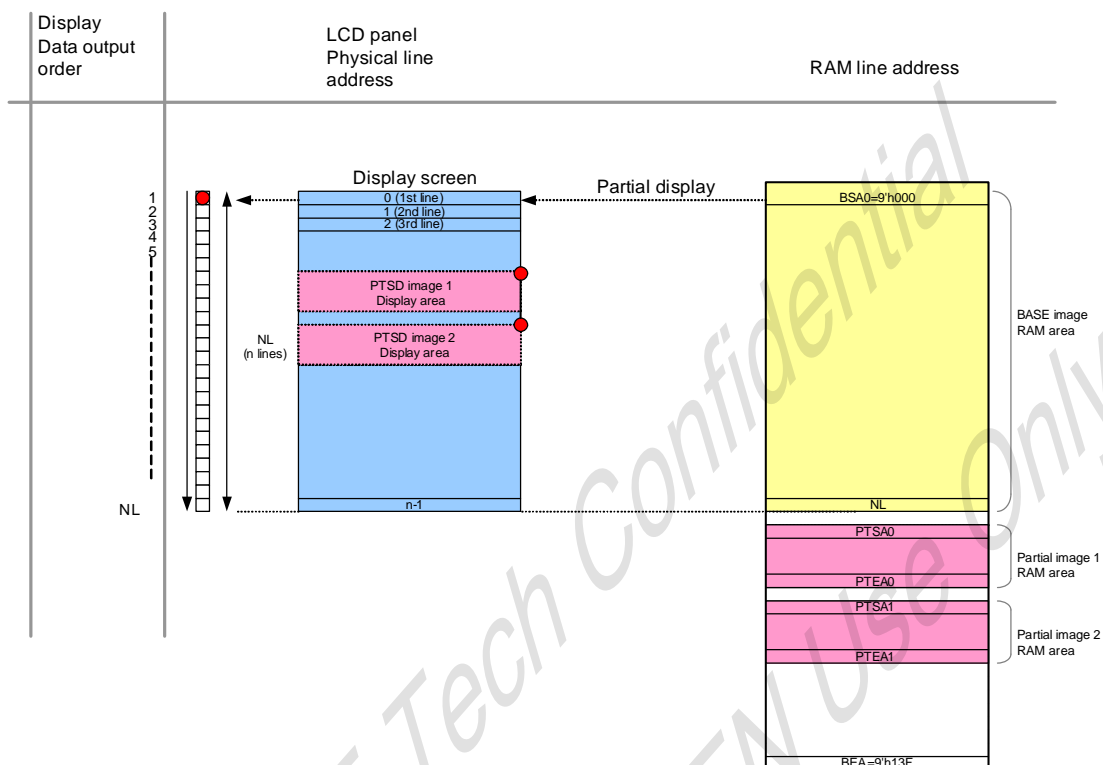 Display
Data output
order
LCD panel
Physical line
address
RAM line address
Display screen
Partial display
1
2
3
4
5
0 (1st line)
1 (2nd line)
2 (3rd line)
BSA0=9'h000
PTSD image 1
Display area
PTSD image 2
Display area
NL
(n lines)
BASE image
RAM area
NL
n-1
NL
PTSA0
PTEA0
Partial image 1
RAM area
PTSA1
PTEA1
Partial image 2
RAM area
BEA=9'h13F
Tech Confidential
Use Only